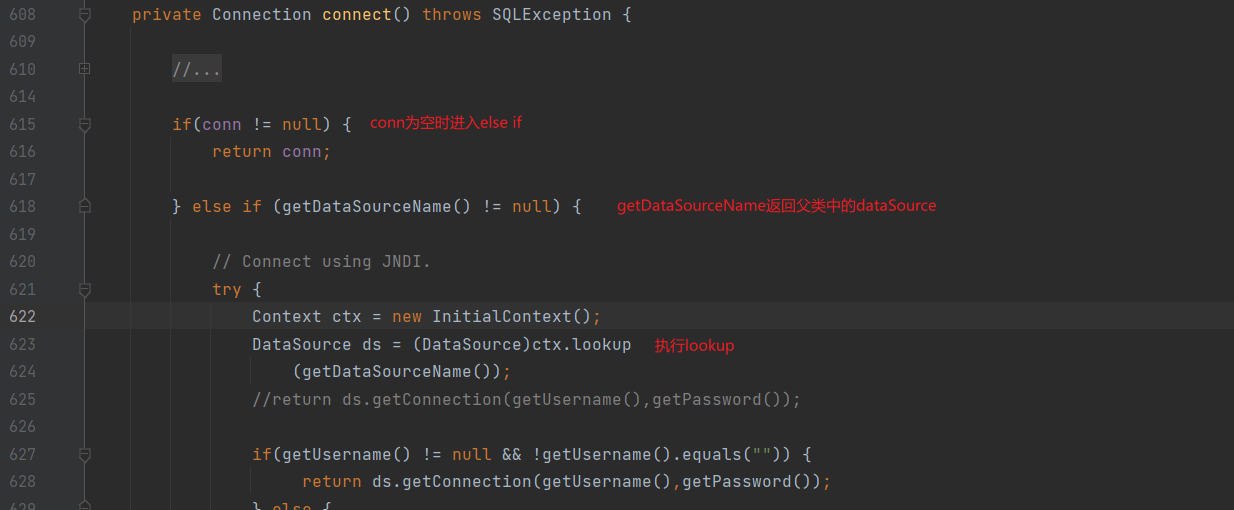 608 private Connection connect() throws SQLException {
609
610 //...
614
615 if(conn != null) { conn为空时进入else if
616 return conn;
617
618 } else if (getDataSourceName() != null) { getDataSourceName返回父类中的dataSource
619
620 // Connect using JNDI.
621 try {
622 Context ctx = new InitialContext();
623 DataSource ds = (DataSource)ctx.lookup 执行lookup
624 (getDataSourceName());
625 //return ds.getConnection(getUsername(),getPassword());
626
627 if(getUsername() != null && !getUsername().equals("")) {
628 return ds.getConnection(getUsername(),getPassword());
629 } else {